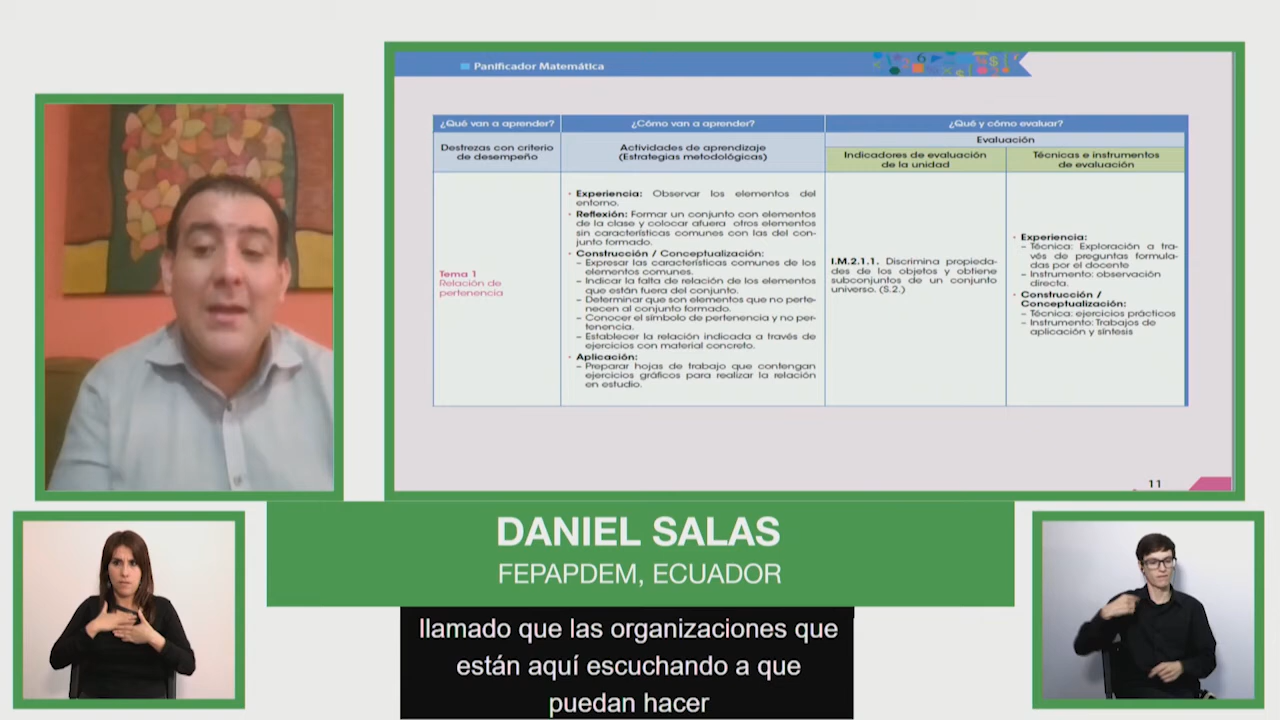 Panificador Matemática
¿Qué van a aprender?
¿Cómo van a aprender?
¿Qué y cómo evaluar?
Destrezas con criterio
de desempeño
Actividades de aprendizaje
(Estrategias metodológicas)
Evaluación
Indicadores de evaluación
de la unidad
Técnicas e instrumentos
de evaluación
Tema 1
Relación de
pertenencia
• Experiencia: Observar los elementos del
entorno.
• Reflexión: Formar un conjunto con elementos
de la clase y colocar afuera otros elementos
sin características comunes con las del con-
junto formado.
• Construcción / Conceptualización:
– Expresar las características comunes de los
elementos comunes.
– Indicar la falta de relación de los elementos
que están fuera del conjunto.
– Determinar que son elementos que no perte-
necen al conjunto formado.
– Conocer el símbolo de pertenencia y no per-
tenencia.
– Establecer la relación indicada a través de
ejercicios con material concreto.
• Aplicación:
– Preparar hojas de trabajo que contengan
ejercicios gráficos para realizar la relación
en estudio.
I.M.2.1.1. Discrimina propieda-
des de los objetos y obtiene
subconjuntos de un conjunto
universo. (S.2.)
• Experiencia:
– Técnica: Exploración a tra-
vés de preguntas formula-
das por el docente
– Instrumento: observación
directa.
• Construcción /
Conceptualización:
– Técnica: ejercicios prácticos
– Instrumento: Trabajos de
aplicación y síntesis
11
DANIEL SALAS
FEPAPDEM, ECUADOR
llamado que las organizaciones que
están aquí escuchando a que
puedan hacer